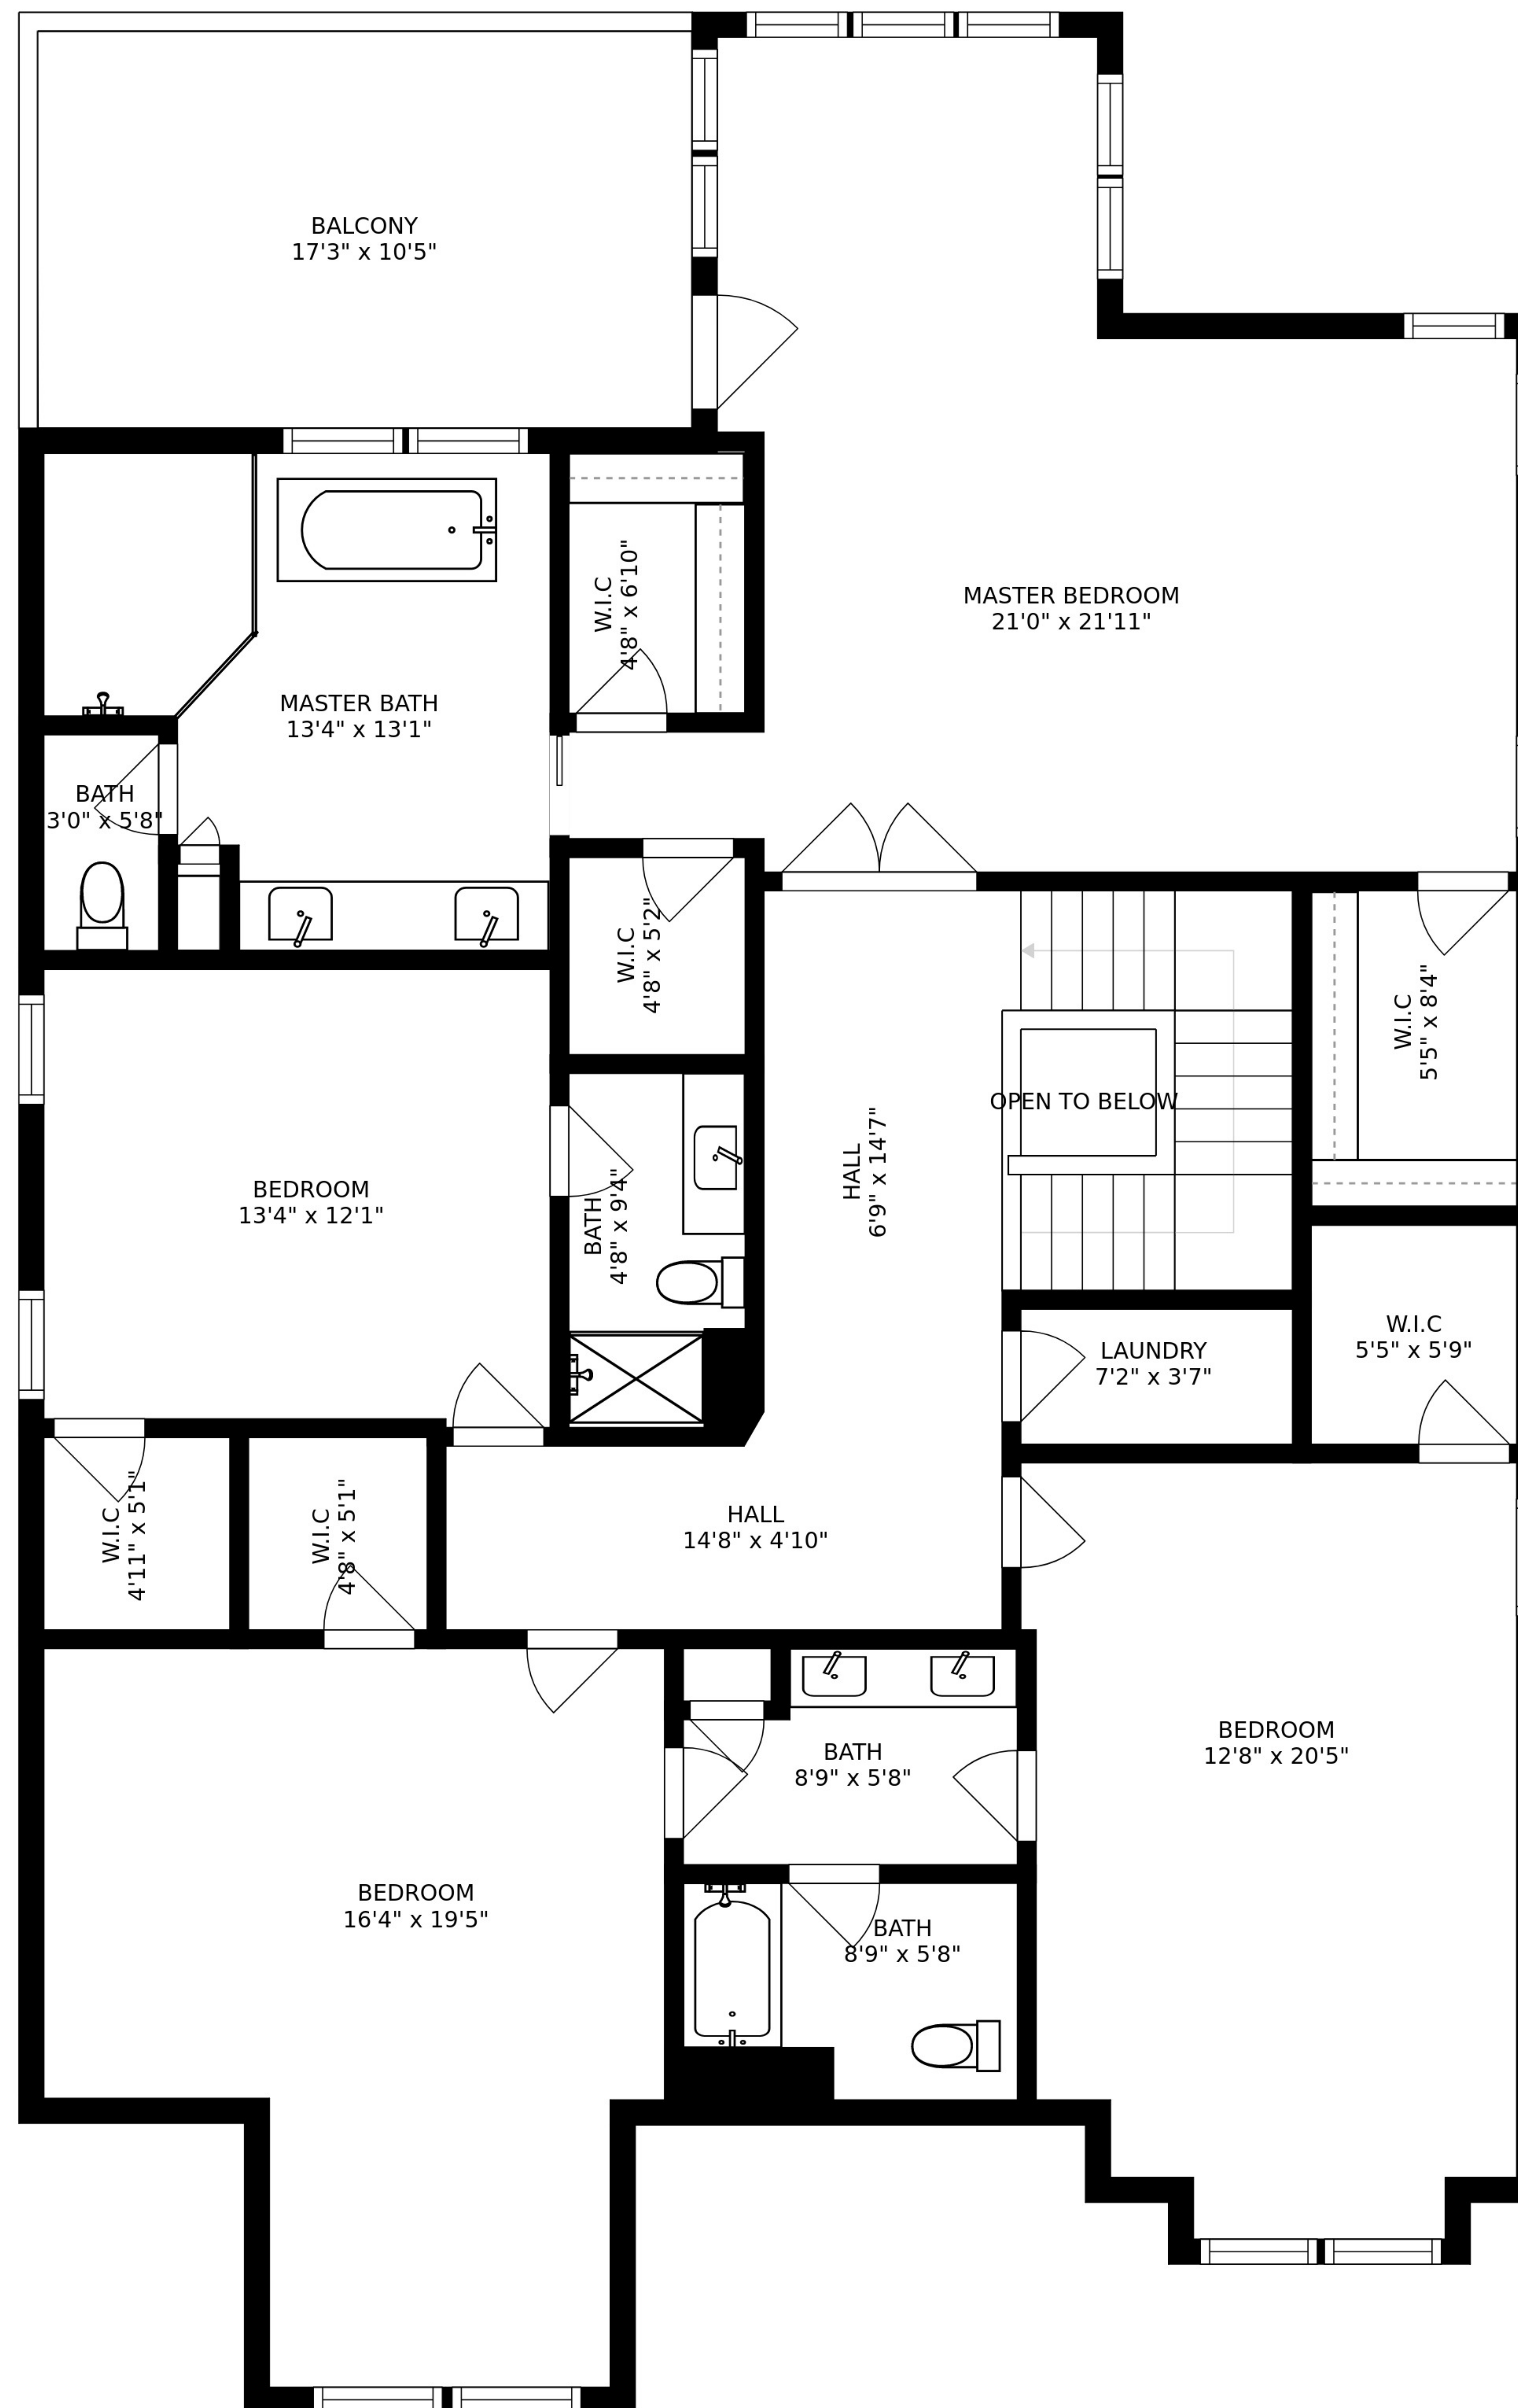 BALCONY
17'3" x 10'5"
MASTER BEDROOM
21'0" x 21'11"
W.I.C
4'8" x 6'10"
MASTER BATH
13'4" x 13'1"
BATH
3'0" x 5'8"
W.I.C
4'8" x 5'2"
W.I.C
5'5" x 8'4"
OPEN TO BELOW
HALL
6'9" x 14'7"
BEDROOM
13'4" x 12'1"
BATH
4'8" x 9'4"
LAUNDRY
7'2" x 3'7"
W.I.C
5'5" x 5'9"
W.I.C
4'11" x 5'1"
W.I.C
4'8" x 5'1"
HALL
14'8" x 4'10"
BATH
8'9" x 5'8"
BEDROOM
12'8" x 20'5"
BEDROOM
16'4" x 19'5"
BATH
8'9" x 5'8"